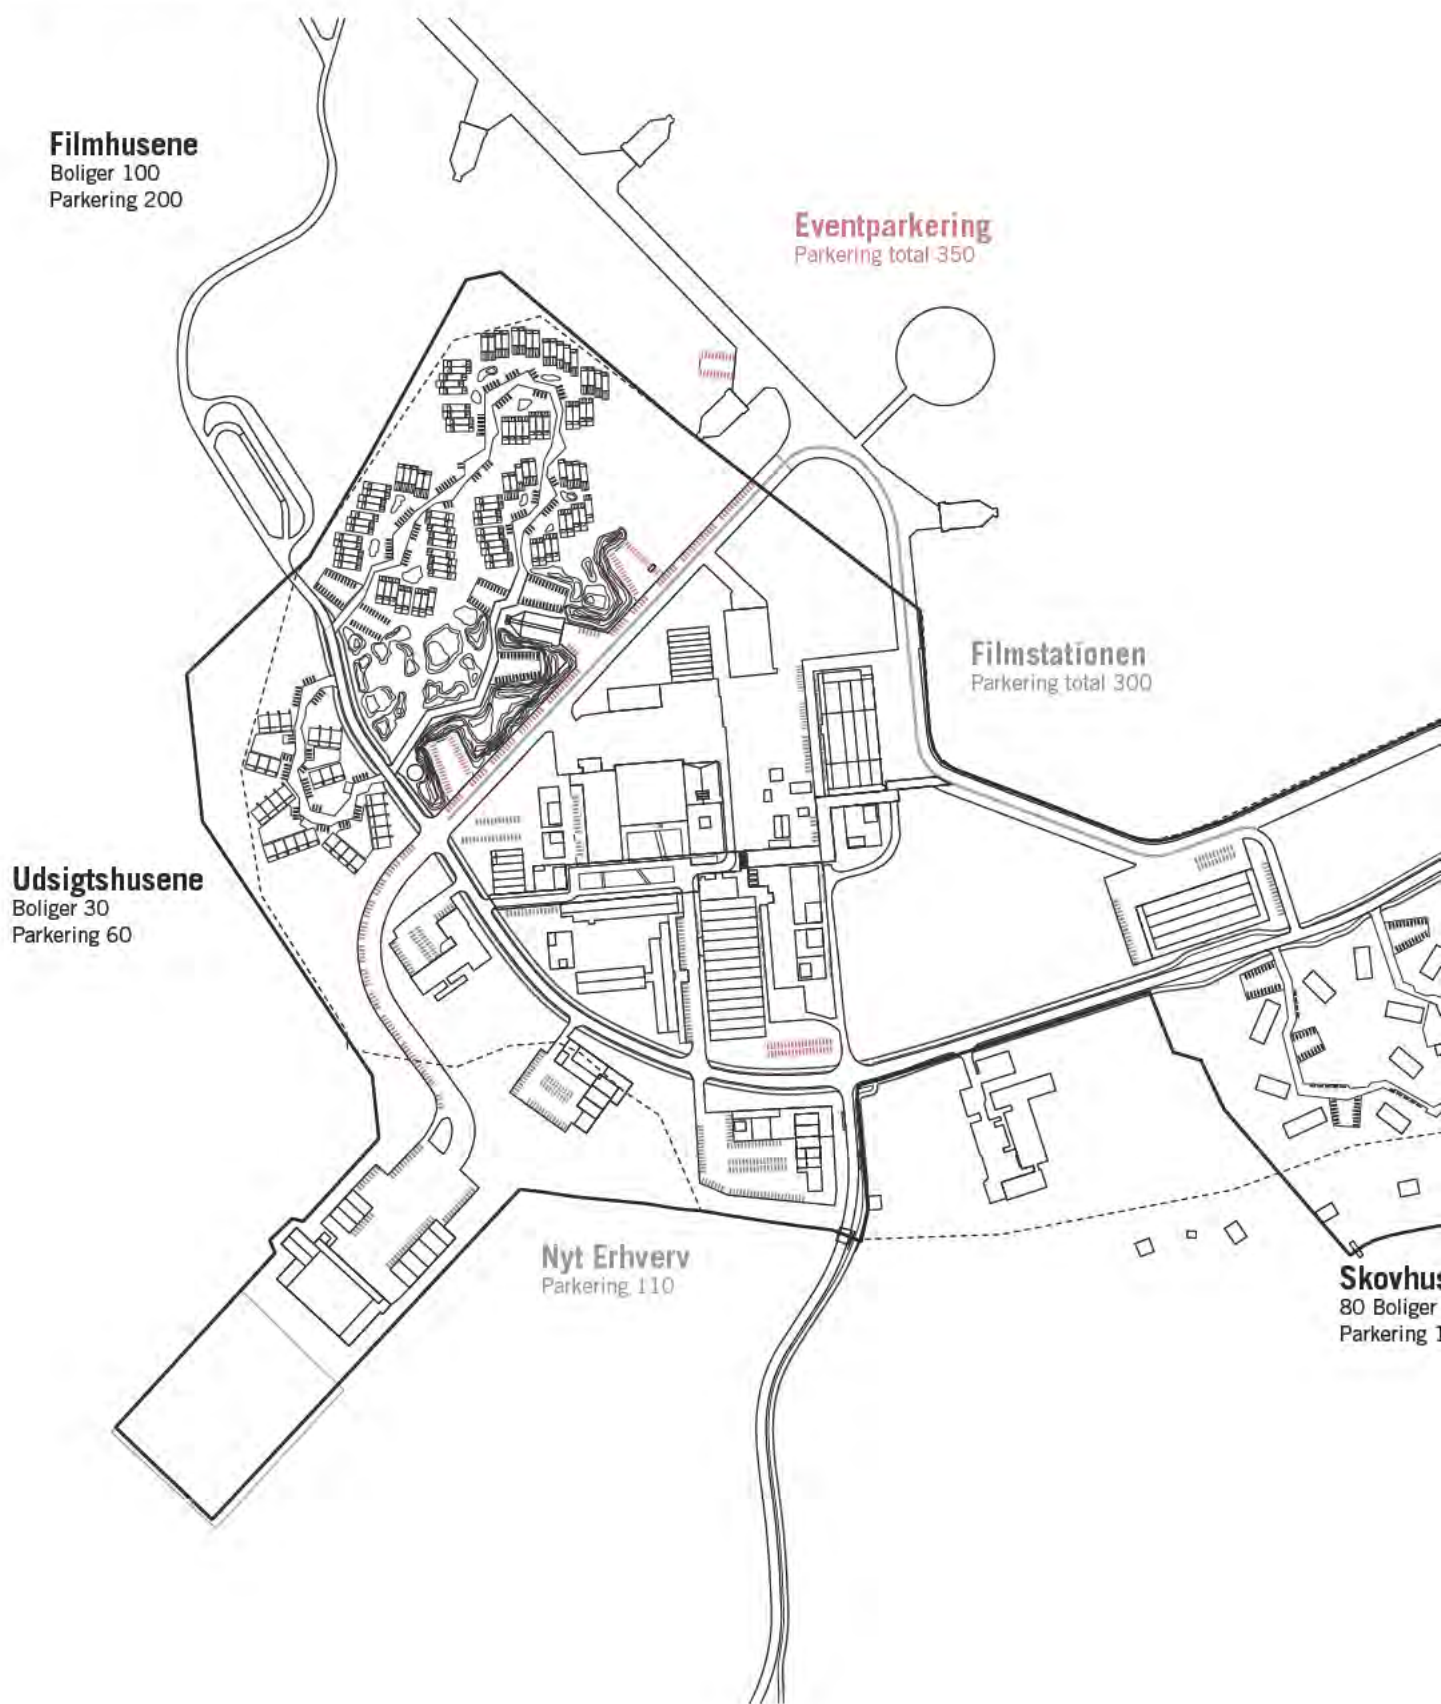 Filmhusene
Boliger 100
Parkering 200
Eventparkering
Parkering total 350
Filmstationen
Parkering total 300
Udsigtshusene
Boliger 30
Parkering 60
Nyt Erhverv
Parkering 110
80 Boliger
Parkering